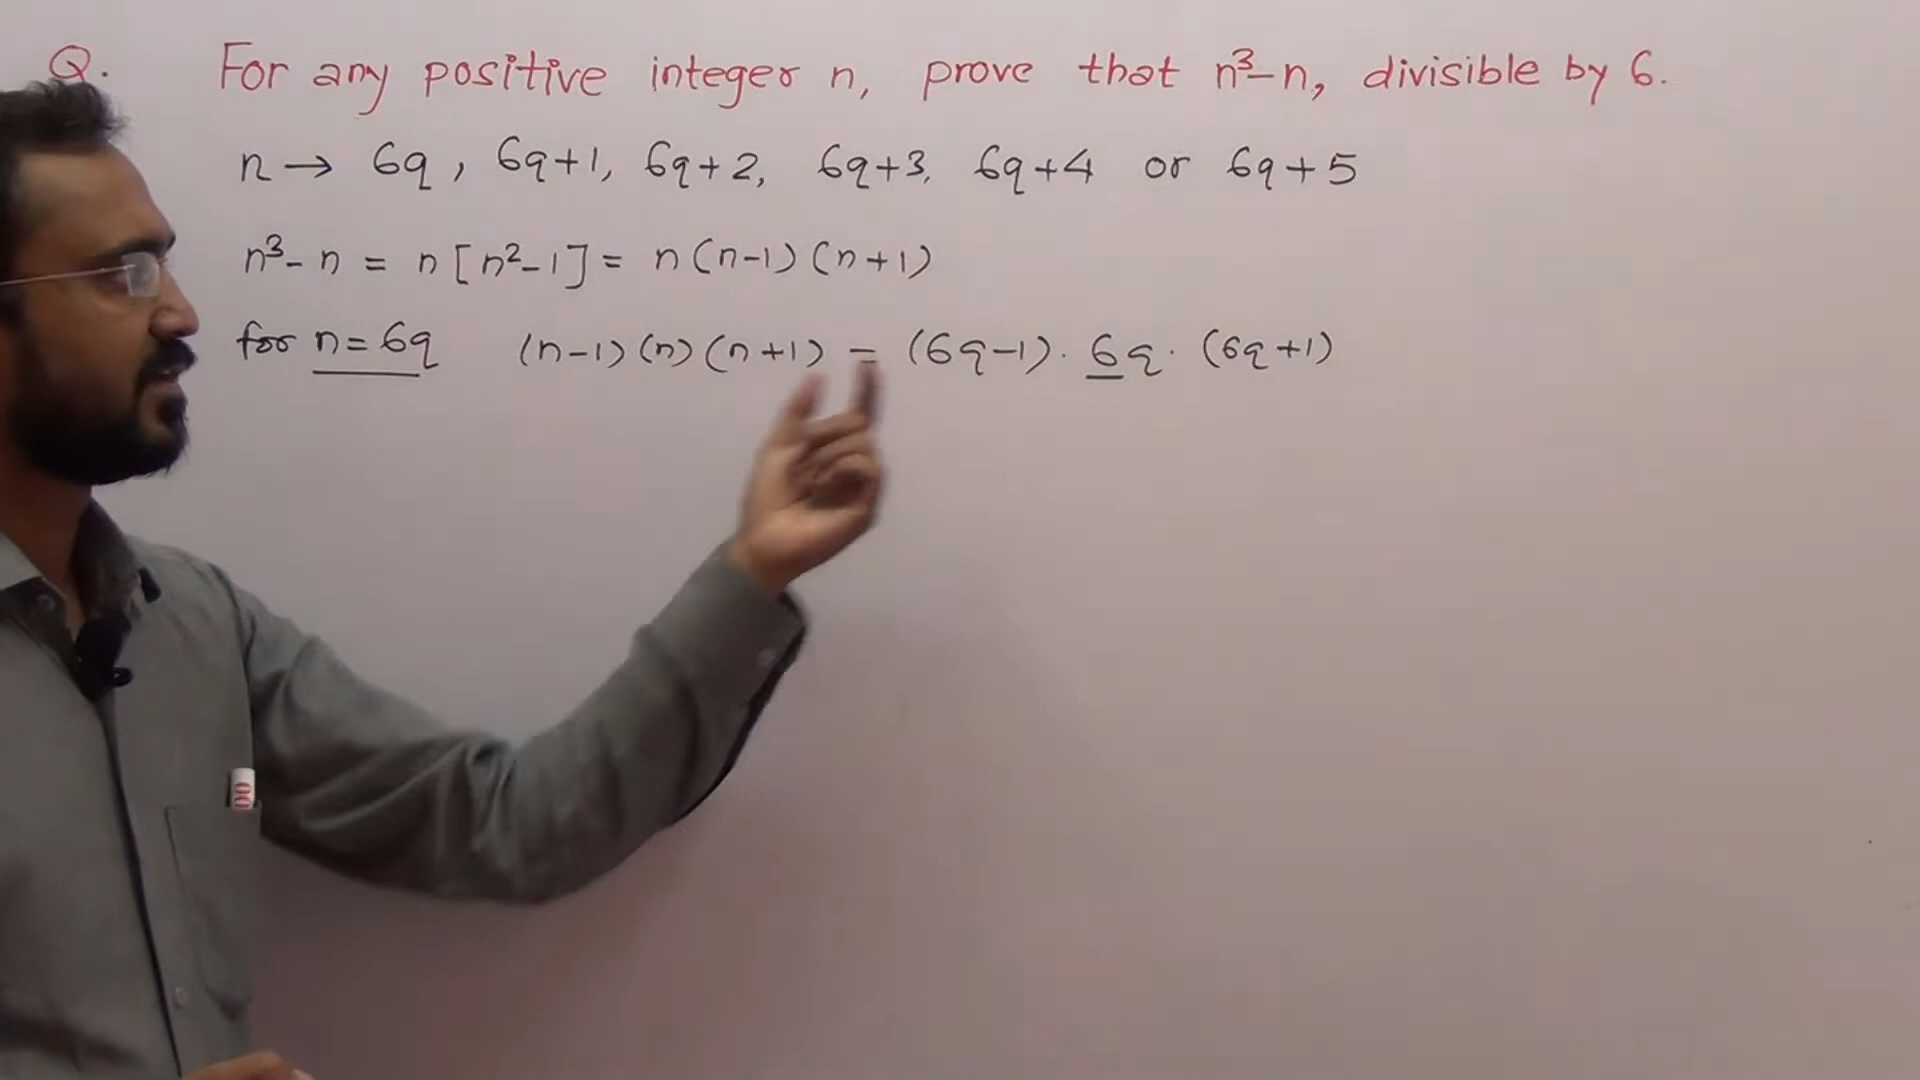 Q. For any positive integer n, prove that n³-n, divisible by 6.
n → 6q, 6q+1, 6q+2, 6q+3, 6q+4 or 6q+5
n³-n = n[n²-1] = n(n-1)(n+1)
for n=6q (n-1)(n)(n+1) = (6q-1). 6q. (6q+1)